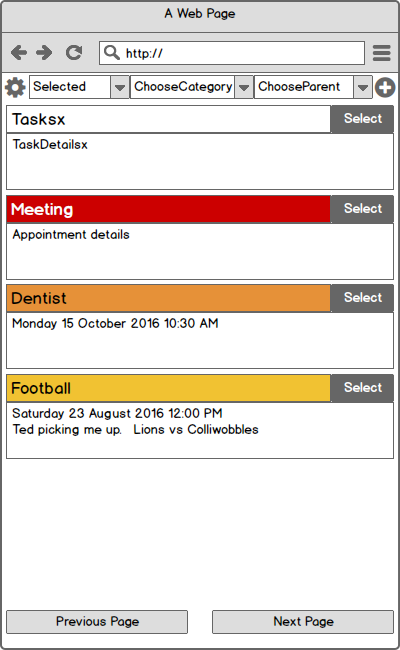 A Web Page
http://
Selected ChooseCategory ChooseParent
Tasksx Select
TaskDetailsx
Meeting Select
Appointment details
Dentist Select
Monday 15 October 2016 10:30 AM
Football Select
Saturday 23 August 2016 12:00 PM
Ted picking me up. Lions vs Colliwobbles
Previous Page Next Page